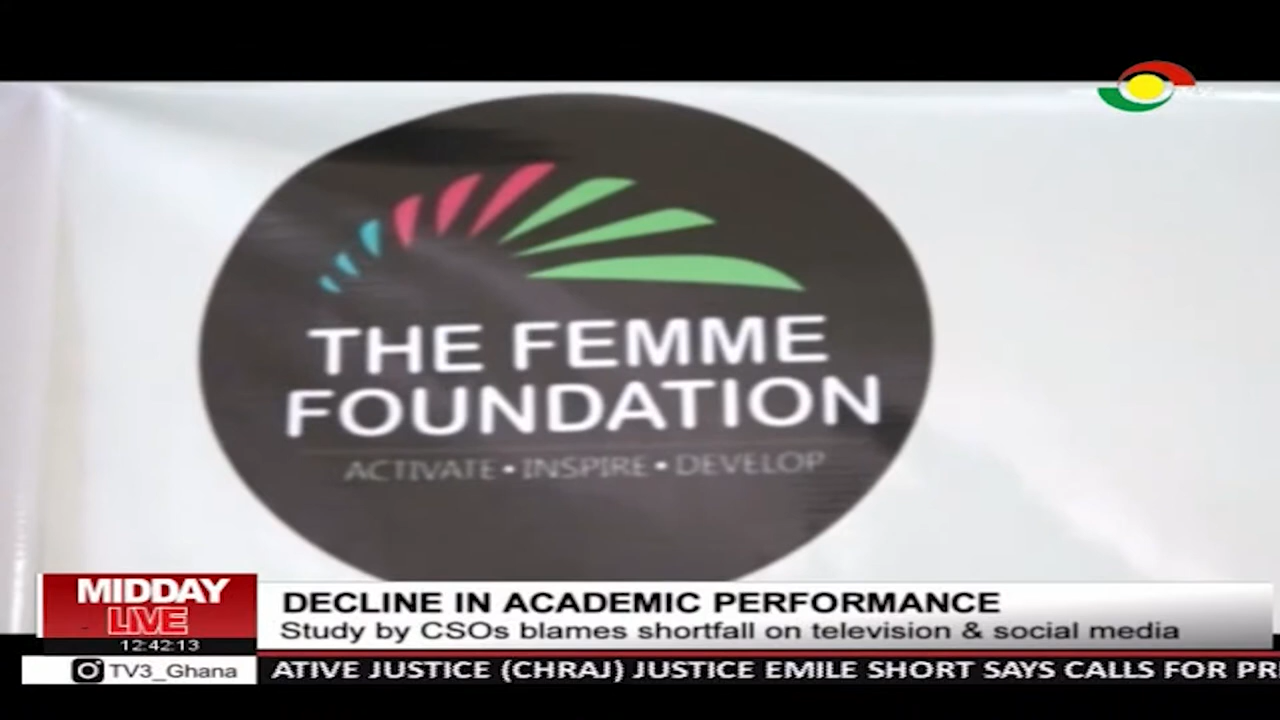 THE FEMME
FOUNDATION
ACTIVATE • INSPIRE • DEVELOP
MIDDAY
LIVE
12:42:13
DECLINE IN ACADEMIC PERFORMANCE
Study by CSOs blames shortfall on television & social media
TV3_Ghana
ATIVE JUSTICE (CHRAJ) JUSTICE EMILE SHORT SAYS CALLS FOR